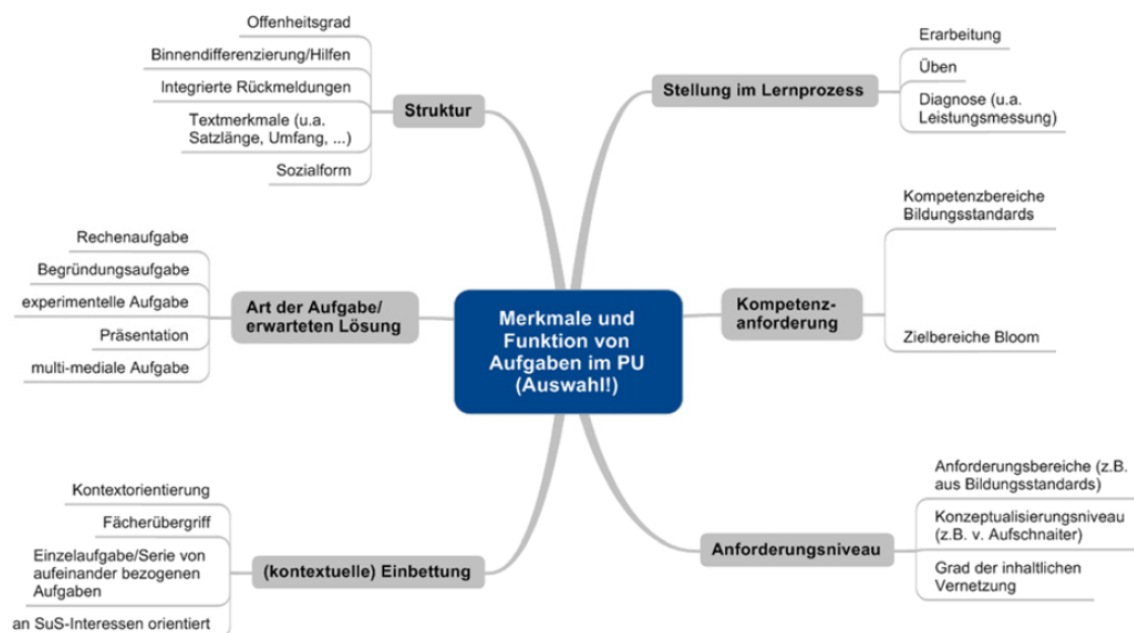 Merkmale und
Funktion von
Aufgaben im PU
(Auswahl!)
Struktur
Offenheitsgrad
Binnendifferenzierung/Hilfen
Integrierte Rückmeldungen
Textmerkmale (u.a.
Satzlänge, Umfang, ...)
Sozialform
Art der Aufgabe/
erwarteten Lösung
Rechenaufgabe
Begründungsaufgabe
experimentelle Aufgabe
Präsentation
multi-mediale Aufgabe
(kontextuelle) Einbettung
Kontextorientierung
Fächerübergriff
Einzelaufgabe/Serie von
aufeinander bezogenen
Aufgaben
an SuS-Interessen orientiert
Stellung im Lernprozess
Erarbeitung
Üben
Diagnose (u.a.
Leistungsmessung)
Kompetenz-
anforderung
Kompetenzbereiche
Bildungsstandards
Zielbereiche Bloom
Anforderungsniveau
Anforderungsbereiche (z.B.
aus Bildungsstandards)
Konzeptualisierungsniveau
(z.B. v. Aufschnaiter)
Grad der inhaltlichen
Vernetzung